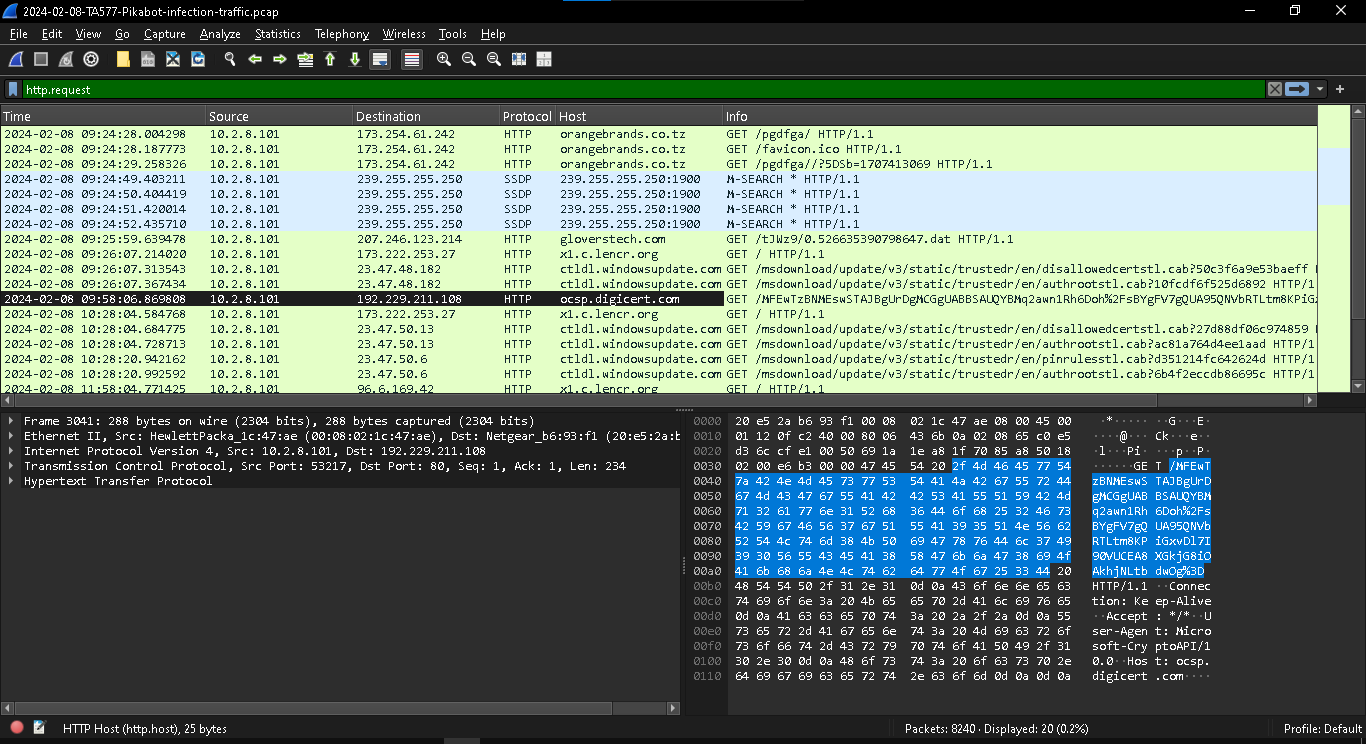 2024-02-08-TA577-Pikabot-infection-traffic.pcap
File Edit View Go Capture Analyze Statistics Telephony Wireless Tools Help
http.request
Time Source Destination Protocol Host Info
2024-02-08 09:24:28.004298 10.2.8.101 173.254.61.242 HTTP orangebrands.co.tz GET /pgdfga/ HTTP/1.1
2024-02-08 09:24:28.187773 10.2.8.101 173.254.61.242 HTTP orangebrands.co.tz GET /favicon.ico HTTP/1.1
2024-02-08 09:24:29.258326 10.2.8.101 173.254.61.242 HTTP orangebrands.co.tz GET /pgdfga//?5DSb=1707413069 HTTP/1.1
2024-02-08 09:24:49.403211 10.2.8.101 239.255.255.250 SSDP 239.255.255.250:1900 M-SEARCH * HTTP/1.1
2024-02-08 09:24:50.404419 10.2.8.101 239.255.255.250 SSDP 239.255.255.250:1900 M-SEARCH * HTTP/1.1
2024-02-08 09:24:51.420014 10.2.8.101 239.255.255.250 SSDP 239.255.255.250:1900 M-SEARCH * HTTP/1.1
2024-02-08 09:24:52.435710 10.2.8.101 239.255.255.250 SSDP 239.255.255.250:1900 M-SEARCH * HTTP/1.1
2024-02-08 09:25:59.639478 10.2.8.101 207.246.123.214 HTTP gloverstech.com GET /tJWz9/0.526635390798647.dat HTTP/1.1
2024-02-08 09:26:07.214020 10.2.8.101 173.222.253.27 HTTP x1.c.lencr.org GET / HTTP/1.1
2024-02-08 09:26:07.313543 10.2.8.101 23.47.48.182 HTTP ctldl.windowsupdate.com GET /msdownload/update/v3/static/trustedr/en/disallowedcertstl.cab?50c3f6a9e53baeff
2024-02-08 09:26:07.367434 10.2.8.101 23.47.48.182 HTTP ctldl.windowsupdate.com GET /msdownload/update/v3/static/trustedr/en/authrootstl.cab?10fcdf6f525d6892 HTTP/1
2024-02-08 09:58:06.869808 10.2.8.101 192.229.211.108 HTTP ocsp.digicert.com GET /MFEwTzBNMEswSTAJBgUrDgMCGgUABBSAUQYBMq2awn1Rh6Doh%2FsBYgFV7gQUA95QNVbRTLtm8KPiGx
2024-02-08 10:28:04.584768 10.2.8.101 173.222.253.27 HTTP x1.c.lencr.org GET / HTTP/1.1
2024-02-08 10:28:04.684775 10.2.8.101 23.47.50.13 HTTP ctldl.windowsupdate.com GET /msdownload/update/v3/static/trustedr/en/disallowedcertstl.cab?27d88df06c974859
2024-02-08 10:28:04.728713 10.2.8.101 23.47.50.13 HTTP ctldl.windowsupdate.com GET /msdownload/update/v3/static/trustedr/en/authrootstl.cab?ac81a764d4ee1aad HTTP/1
2024-02-08 10:28:20.942162 10.2.8.101 23.47.50.6 HTTP ctldl.windowsupdate.com GET /msdownload/update/v3/static/trustedr/en/pinrulesstl.cab?d351214fc642624d HTTP/1
2024-02-08 10:28:20.992592 10.2.8.101 23.47.50.6 HTTP ctldl.windowsupdate.com GET /msdownload/update/v3/static/trustedr/en/authrootstl.cab?6b4f2eccdb86695c HTTP/1
2024-02-08 11:58:04.771425 10.2.8.101 96.6.169.42 HTTP x1.c.lencr.org GET / HTTP/1.1
Frame 3041: 288 bytes on wire (2304 bits), 288 bytes captured (2304 bits)
Ethernet II, Src: HewlettPacka_1c:47:ae (00:08:02:1c:47:ae), Dst: Netgear_b6:93:f1 (20:e5:2a:b
Internet Protocol Version 4, Src: 10.2.8.101, Dst: 192.229.211.108
Transmission Control Protocol, Src Port: 53217, Dst Port: 80, Seq: 1, Ack: 1, Len: 234
Hypertext Transfer Protocol
0000 20 e5 2a b6 93 f1 00 08 02 1c 47 ae 08 00 45 00 ·*·····G···E·
0010 01 12 0f c2 40 00 80 06 43 6b 0a 02 08 65 c0 e5 ····@···Ck···e··
0020 d3 6c cf e1 00 50 69 1a 1e a8 1f 70 85 a8 50 18 ·l···Pi····p··P·
0030 02 00 e6 b3 00 00 47 45 54 20 2f 4d 46 45 77 54 ······GET /MFEwT
0040 7a 42 4e 4d 45 73 77 53 54 41 4a 42 67 55 72 44 zBNMEswSTAJBgUrD
0050 67 4d 43 47 67 55 41 42 42 53 41 55 51 59 42 4d gMCGgUABBSAUQYBM
0060 71 32 61 77 6e 31 52 68 36 44 6f 68 25 32 46 73 q2awn1Rh6Doh%2Fs
0070 42 59 67 46 56 37 67 51 55 41 39 35 51 4e 56 62 BYgFV7gQUA95QNVb
0080 52 54 4c 74 6d 38 4b 50 69 47 78 76 44 6c 37 49 RTLtm8KPiGxvDl7I
0090 39 30 56 55 43 45 41 38 58 47 6b 6a 47 38 69 4f 90VUCEA8XGkjG8iO
00a0 41 6b 68 6a 4e 4c 74 62 64 77 4f 67 25 33 44 20 AkhjNLtbdwOg%3D
00b0 48 54 54 50 2f 31 2e 31 0d 0a 43 6f 6e 6e 65 63 HTTP/1.1··Connec
00c0 74 69 6f 6e 3a 20 4b 65 65 70 2d 41 6c 69 76 65 tion: Keep-Alive
00d0 0d 0a 41 63 63 65 70 74 3a 20 2a 2f 2a 0d 0a 55 ··Accept: */*··U
00e0 73 65 72 2d 41 67 65 6e 74 3a 20 4d 69 63 72 6f ser-Agent: Micro
00f0 73 6f 66 74 2d 43 72 79 70 74 6f 41 50 49 2f 31 soft-CryptoAPI/1
0100 30 2e 30 0d 0a 48 6f 73 74 3a 20 6f 63 73 70 2e 0.0··Host: ocsp.
0110 64 69 67 69 63 65 72 74 2e 63 6f 6d 0d 0a 0d 0a digicert.com····
HTTP Host (http.host), 25 bytes Packets: 8240 · Displayed: 20 (0.2%) Profile: Default